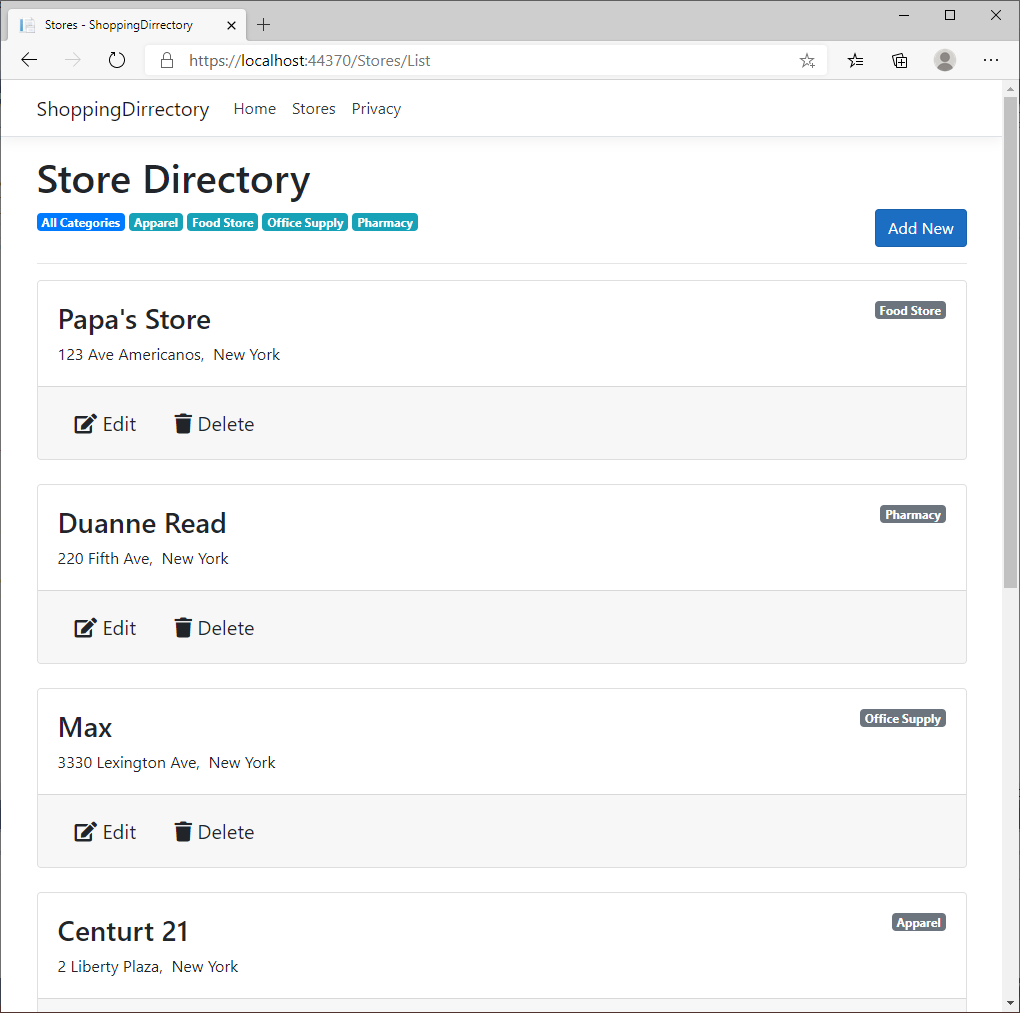 Stores - ShoppingDirrectory
https://localhost:44370/Stores/List
ShoppingDirrectory Home Stores Privacy
Store Directory
All Categories Apparel Food Store Office Supply Pharmacy
Add New
Papa's Store
Food Store
123 Ave Americanos, New York
Edit Delete
Duanne Read
Pharmacy
220 Fifth Ave, New York
Edit Delete
Max
Office Supply
3330 Lexington Ave, New York
Edit Delete
Centurt 21
Apparel
2 Liberty Plaza, New York